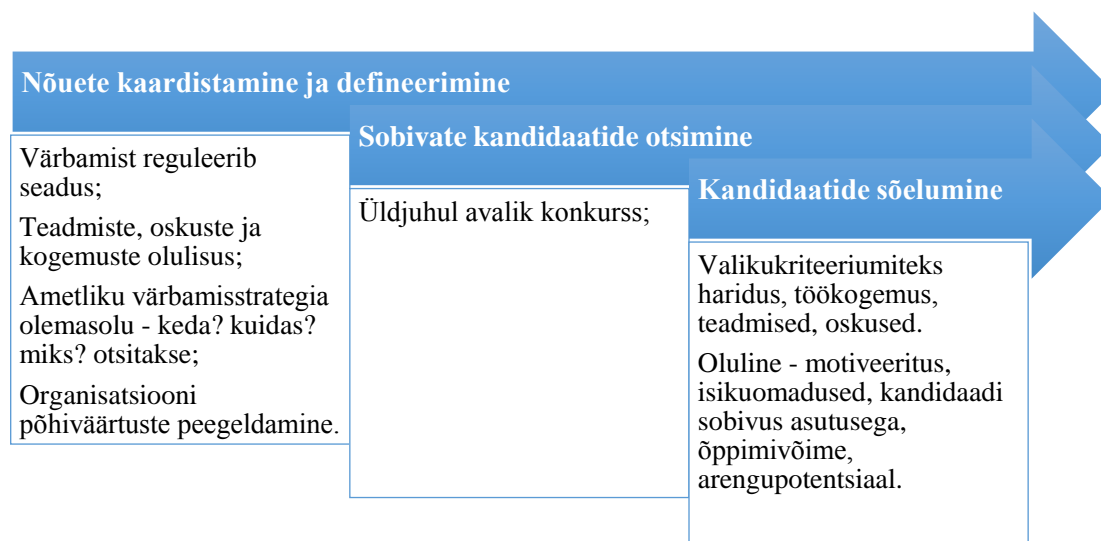 Nõuete kaardistamine ja defineerimine
Värbamist reguleerib
seadus;
Teadmiste, oskuste ja
kogemuste olulisus;
Ametliku värbamisstrategia
olemasolu - keda? kuidas?
miks? otsitakse;
Organisatsiooni
põhiväärtuste peegeldamine.
Sobivate kandidaatide otsimine
Üldjuhul avalik konkurss;
Kandidaatide sõelumine
Valikukriteeriumiteks
haridus, töökogemus,
teadmised, oskused.
Oluline - motiveeritus,
isikuomadused, kandidaadi
sobivus asutusega,
õppimivõime,
arengupotentsiaal.